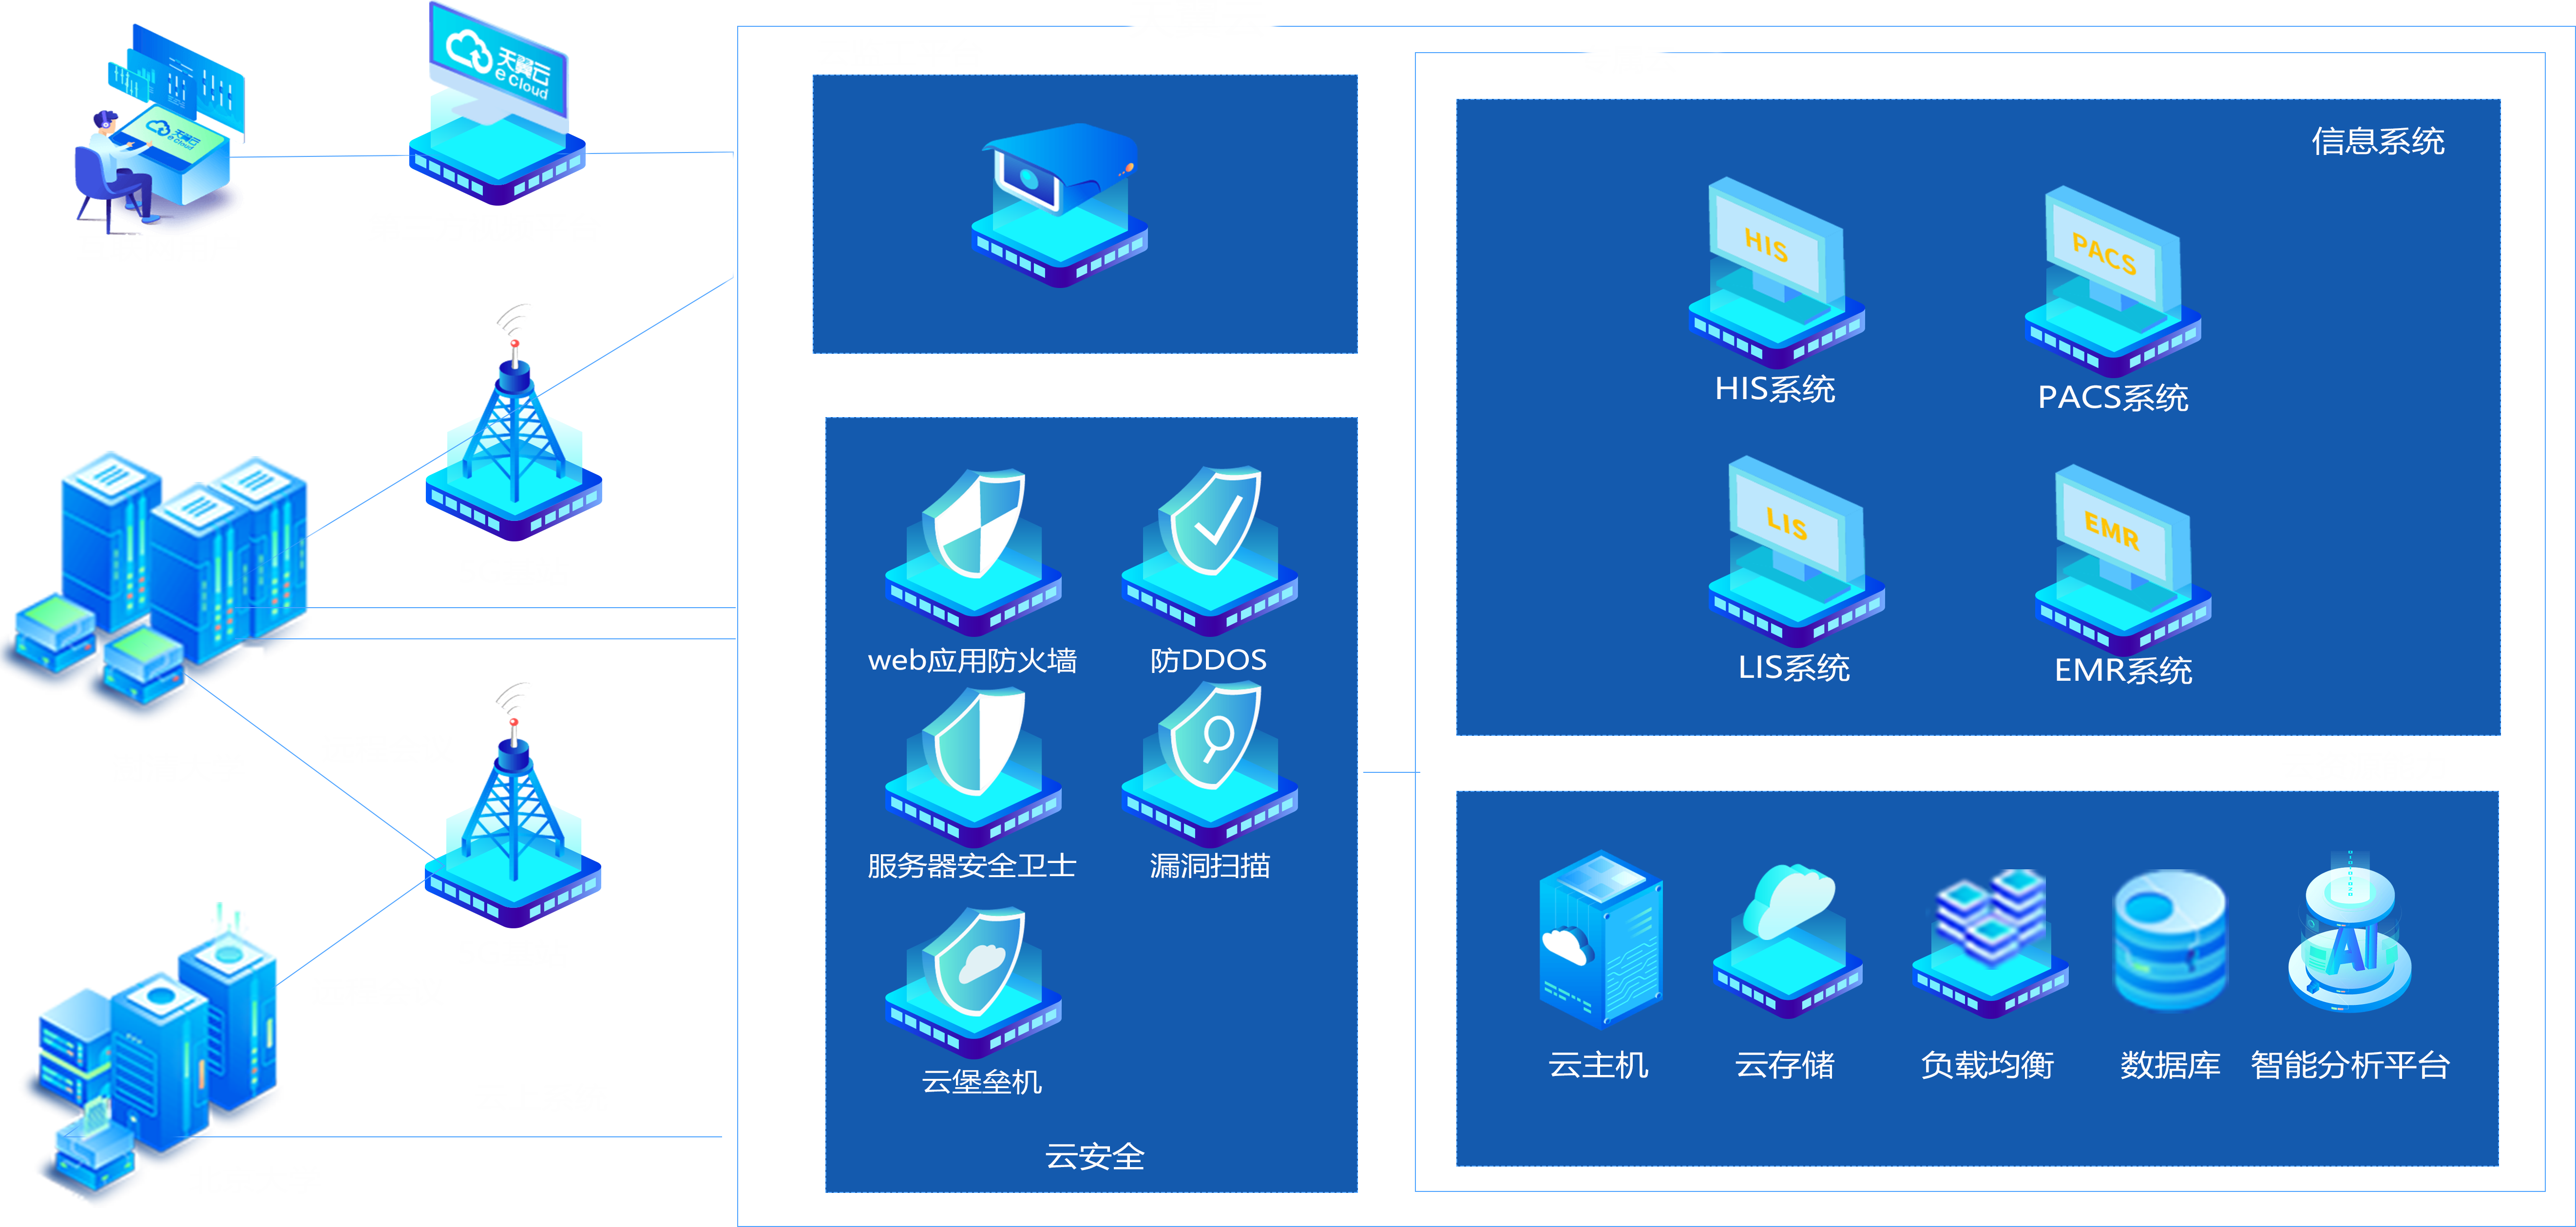 天翼云
e cloud
天翼云
e cloud
信息系统
HIS
PACS
HIS系统
PACS系统
LIS
EMR
LIS系统
EMR系统
web应用防火墙
防DDOS
服务器安全卫士
漏洞扫描
云堡垒机
云安全
AI
云主机
云存储
负载均衡
数据库
智能分析平台